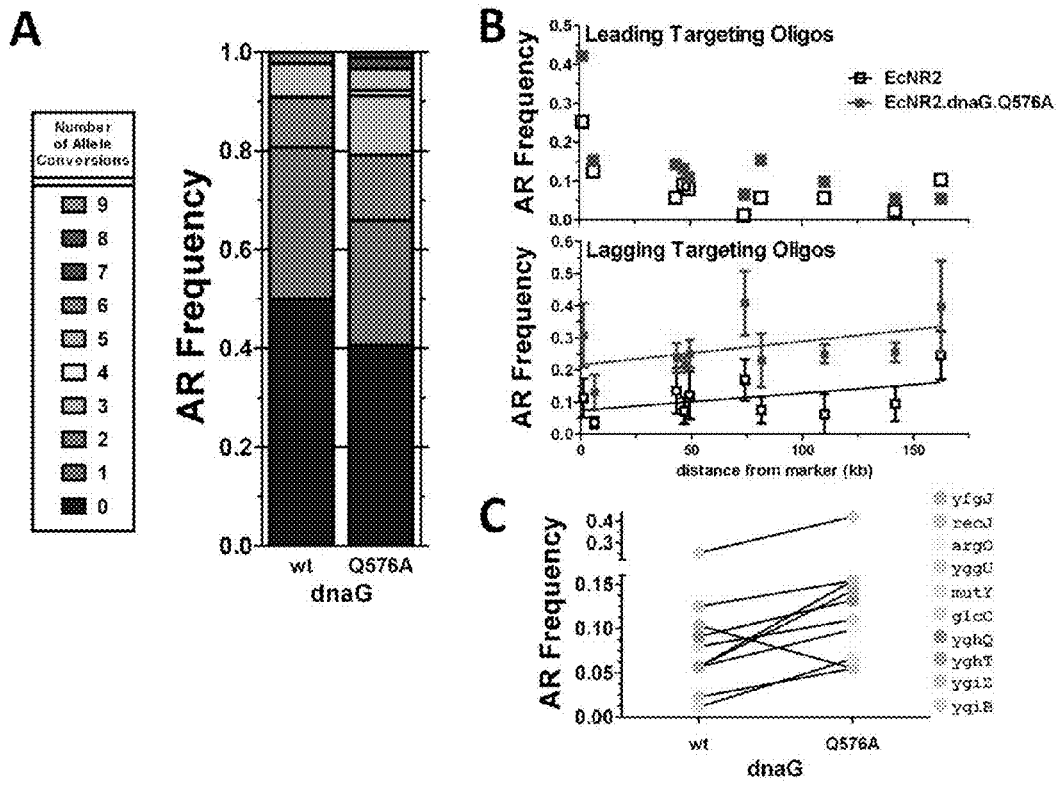 A
Number
of Allele
Conversions
9
8
7
6
5
4
3
2
1
0
AR Frequency
1.0
0.8
0.6
0.4
0.2
0.0
wt Q576A
dnaG
B
Leading Targeting Oligos
AR Frequency
0.5
0.4
0.3
0.2
0.1
0.0
EcNR2
EcNR2.dnaG.Q576A
Lagging Targeting Oligos
AR Frequency
0.6
0.5
0.4
0.3
0.2
0.1
0.0
0 50 100 150
distance from marker (kb)
C
AR Frequency
0.4
0.3
0.15
0.10
0.05
0.00
wt Q576A
dnaG
yfgJ
recJ
argO
yggU
mutY
glcC
yghQ
yghT
ygiZ
ygiB